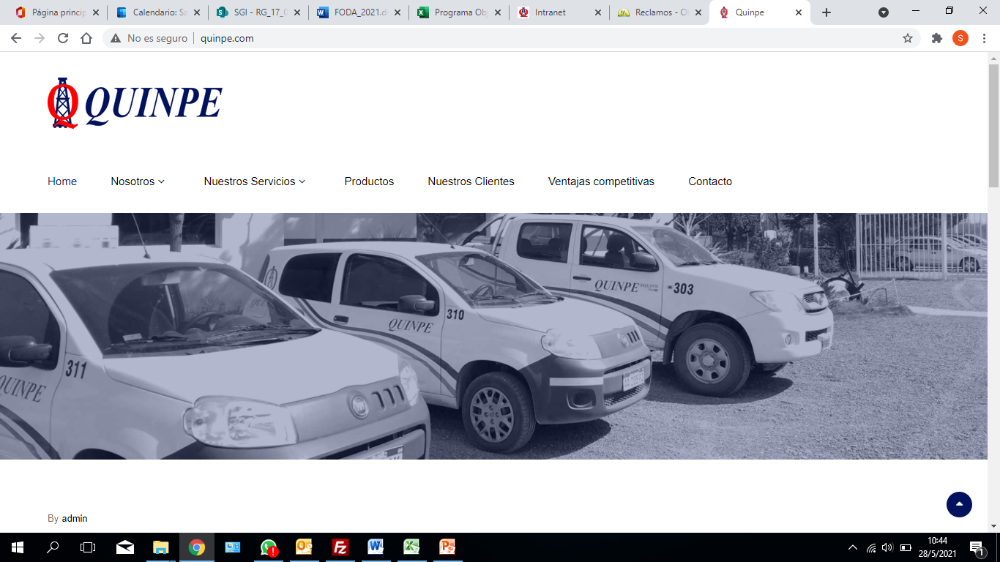 Página princip
Calendario: Sa
SGI - RG_17_0
FODA_2021.d
Programa Obj
Intranet
Reclamos - O
Quinpe
No es seguro
quinpe.com
S
QUINPE
Home
Nosotros
Nuestros Servicios
Productos
Nuestros Clientes
Ventajas competitivas
Contacto
QUINPE
303
QUINPE
310
311
QUINPE
By admin
10:44
28/5/2021
1